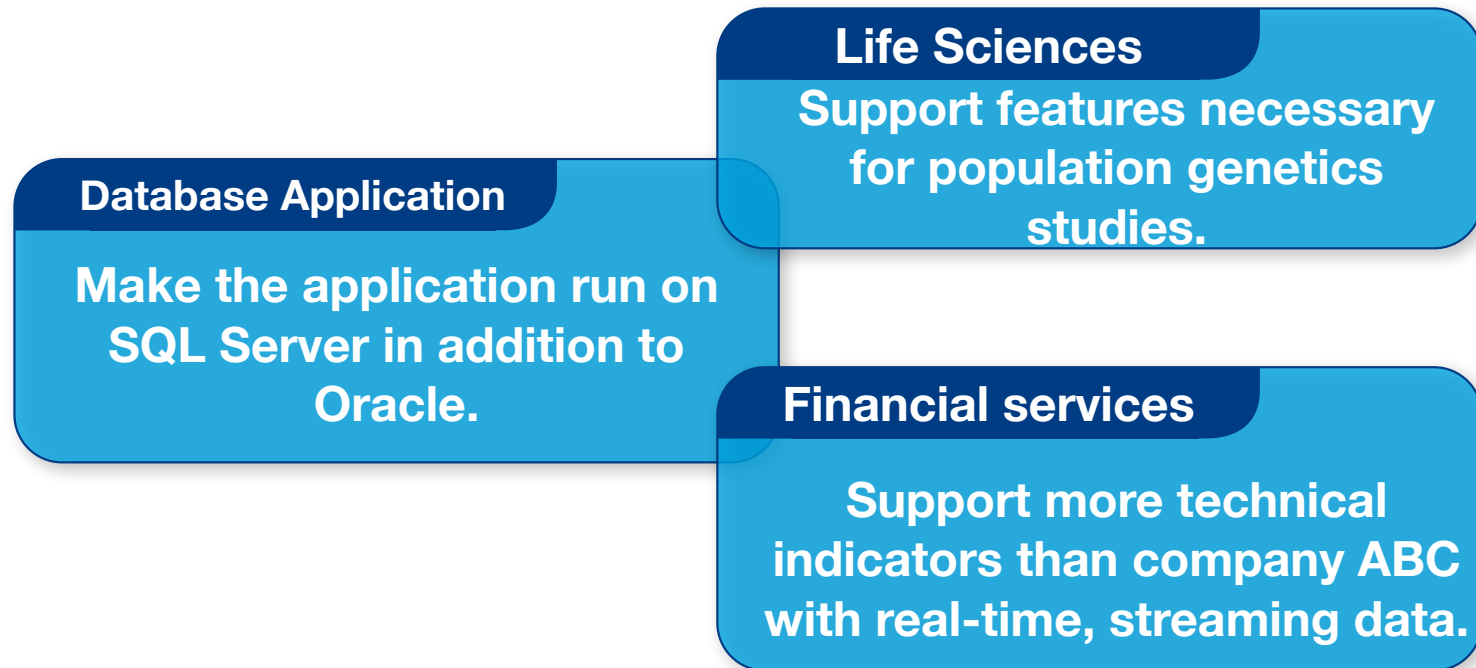 Life Sciences
Support features necessary
for population genetics
studies.
Database Application
Make the application run on
SQL Server in addition to
Oracle.
Financial services
Support more technical
indicators than company ABC
with real-time, streaming data.